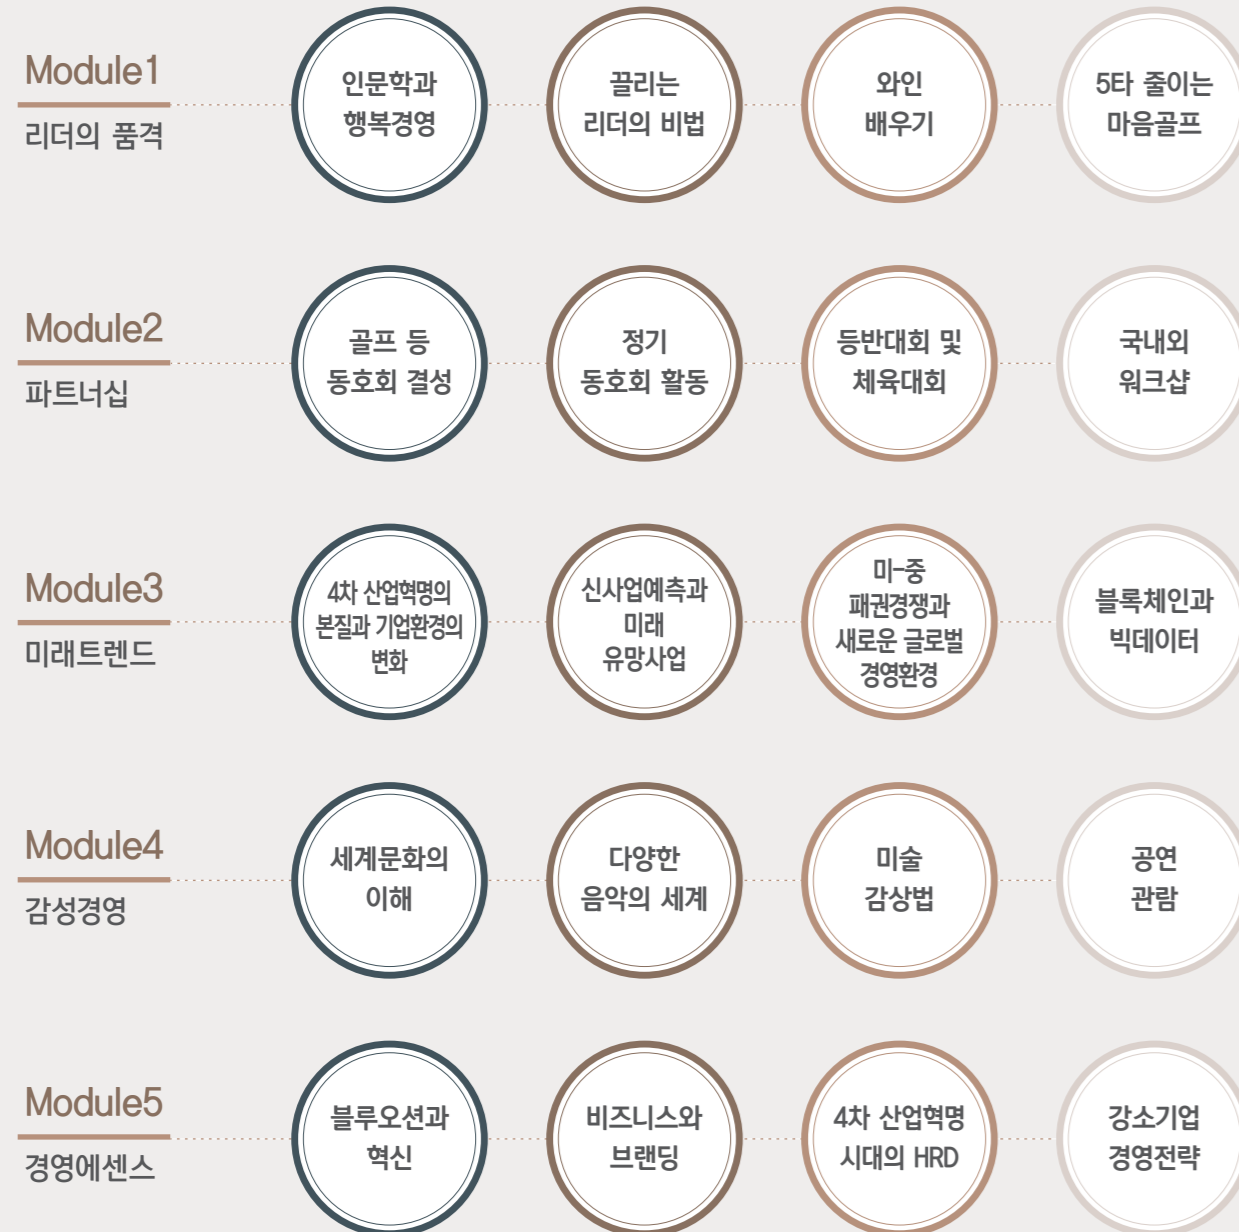 Module1
리더의 품격
인문학과
행복경영
끌리는
리더의 비법
와인
배우기
5타 줄이는
마음골프
Module2
파트너십
골프 등
동호회 결성
정기
동호회 활동
등반대회 및
체육대회
국내외
워크샵
Module3
미래트렌드
4차 산업혁명의
본질과 기업환경의
변화
신사업예측과
미래
유망사업
미-중
패권경쟁과
새로운 글로벌
경영환경
블록체인과
빅데이터
Module4
감성경영
세계문화의
이해
다양한
음악의 세계
미술
감상법
공연
관람
Module5
경영에센스
블루오션과
혁신
비즈니스와
브랜딩
4차 산업혁명
시대의 HRD
강소기업
경영전략